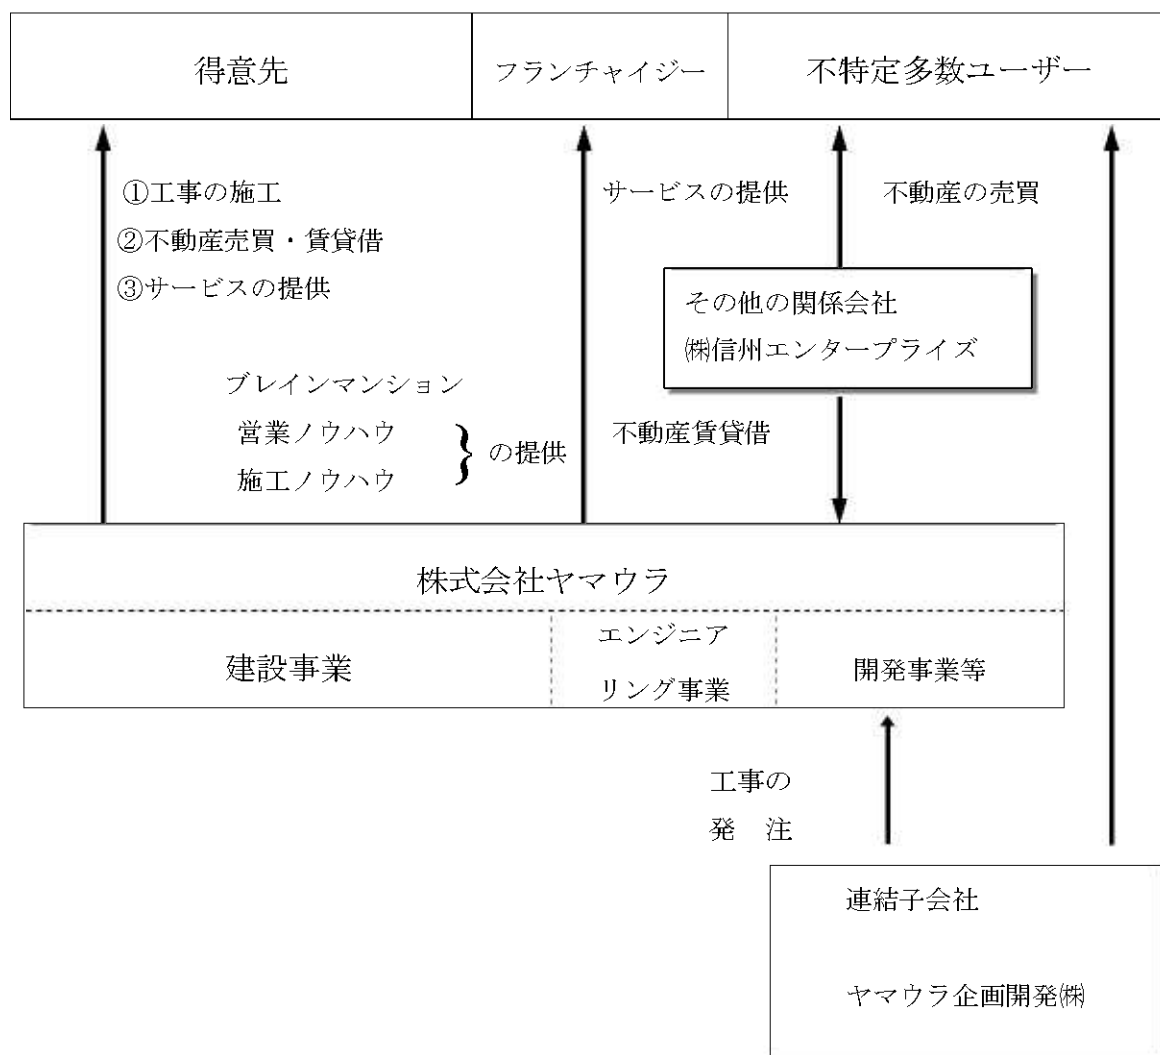 得意先
フランチャイジー
不特定多数ユーザー
①工事の施工
②不動産売買・賃貸借
③サービスの提供
サービスの提供
不動産の売買
その他の関係会社
㈱信州エンタープライズ
ブレインマンション
営業ノウハウ
施工ノウハウ
} の提供
不動産賃貸借
株式会社ヤマウラ
建設事業
エンジニア
リング事業
開発事業等
工事の
発 注
連結子会社
ヤマウラ企画開発㈱